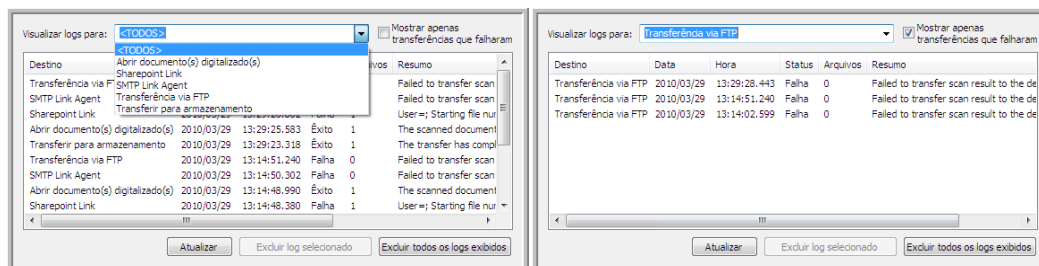 Visualizar logs para: <TODOS> Mostrar apenas
transferências que falharam
<TODOS>
Abrir documento(s) digitalizado(s)
Sharepoint Link
SMTP Link Agent
Transferência via FTP
Transferir para armazenamento
Destino Resumo
Transferência via Failed to transfer scan
SMTP Link Agent Failed to transfer scan
Sharepoint Link 2010/03/29 Falha 1 User=; Starting file nur
Abrir documento(s) digitalizado(s) 2010/03/29 13:29:25.583 Êxito 1 The scanned document
Transferir para armazenamento 2010/03/29 13:29:23.318 Êxito 1 The transfer has compl
Transferência via FTP 2010/03/29 13:14:51.240 Falha 0 Failed to transfer scan
SMTP Link Agent 2010/03/29 13:14:50.302 Falha 0 Failed to transfer scan
Abrir documento(s) digitalizado(s) 2010/03/29 13:14:48.990 Êxito 1 The scanned document
Sharepoint Link 2010/03/29 13:14:48.380 Falha 1 User=; Starting file nur
Atualizar Excluir log selecionado Excluir todos os logs exibidos
Visualizar logs para: Transferência via FTP Mostrar apenas
transferências que falharam
Destino Data Hora Status Arquivos Resumo
Transferência via FTP 2010/03/29 13:29:28.443 Falha 0 Failed to transfer scan result to the de
Transferência via FTP 2010/03/29 13:14:51.240 Falha 0 Failed to transfer scan result to the de
Transferência via FTP 2010/03/29 13:14:02.599 Falha 0 Failed to transfer scan result to the de
Atualizar Excluir log selecionado Excluir todos os logs exibidos